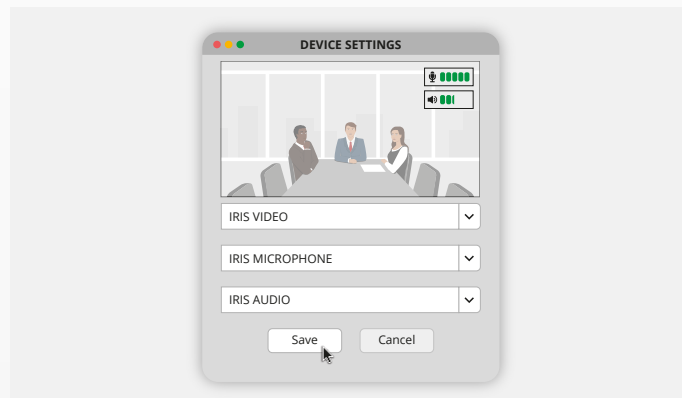 DEVICE SETTINGS
IRIS VIDEO
IRIS MICROPHONE
IRIS AUDIO
Save
Cancel